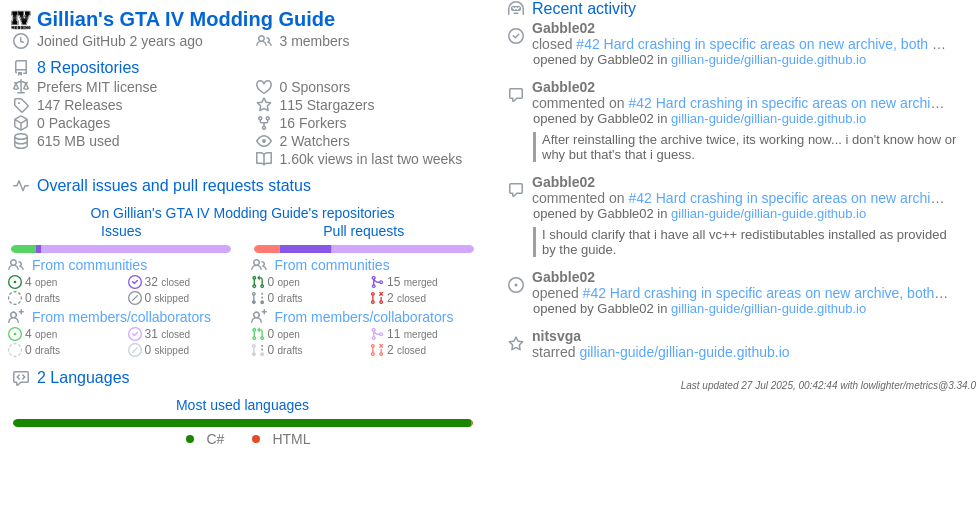 Gillian's GTA IV Modding Guide
Joined GitHub 2 years ago
3 members
8 Repositories
Prefers MIT license
0 Sponsors
147 Releases
115 Stargazers
0 Packages
16 Forkers
615 MB used
2 Watchers
1.60k views in last two weeks
Overall issues and pull requests status
On Gillian's GTA IV Modding Guide's repositories
Issues
Pull requests
From communities
From communities
4 open
32 closed
0 open
15 merged
0 drafts
0 skipped
0 drafts
2 closed
From members/collaborators
From members/collaborators
4 open
31 closed
0 open
11 merged
0 drafts
0 skipped
0 drafts
2 closed
2 Languages
Most used languages
C#
HTML
Recent activity
Gabble02
closed #42 Hard crashing in specific areas on new archive, both …
opened by Gabble02 in gillian-guide/gillian-guide.github.io
Gabble02
commented on #42 Hard crashing in specific areas on new archi…
opened by Gabble02 in gillian-guide/gillian-guide.github.io
After reinstalling the archive twice, its working now... i don't know how or
why but that's that i guess.
Gabble02
commented on #42 Hard crashing in specific areas on new archi…
opened by Gabble02 in gillian-guide/gillian-guide.github.io
I should clarify that i have all vc++ redistibutables installed as provided
by the guide.
Gabble02
opened #42 Hard crashing in specific areas on new archive, both…
opened by Gabble02 in gillian-guide/gillian-guide.github.io
nitsvga
starred gillian-guide/gillian-guide.github.io
Last updated 27 Jul 2025, 00:42:44 with lowlighter/metrics@3.34.0